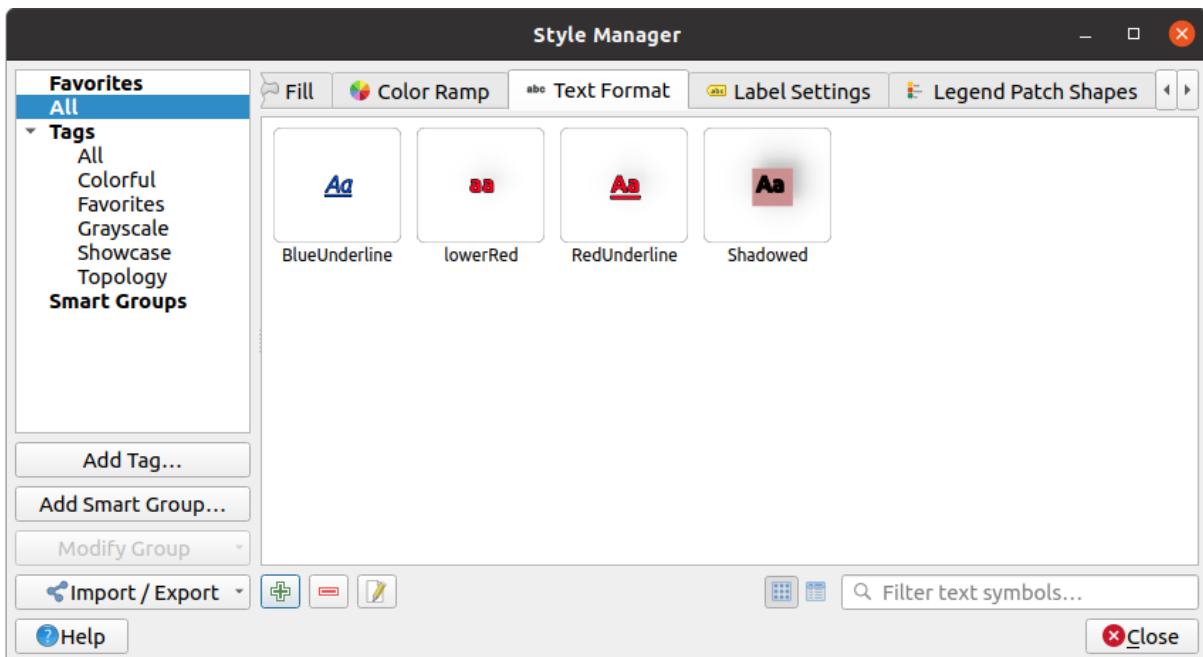 Style Manager
Favorites
All
Tags
All
Colorful
Favorites
Grayscale
Showcase
Topology
Smart Groups
Add Tag...
Add Smart Group...
Modify Group
Import / Export
Help
Fill
Color Ramp
abc Text Format
abc Label Settings
Legend Patch Shapes
Aa
aa
Aa
Aa
BlueUnderline
lowerRed
RedUnderline
Shadowed
Filter text symbols...
Close